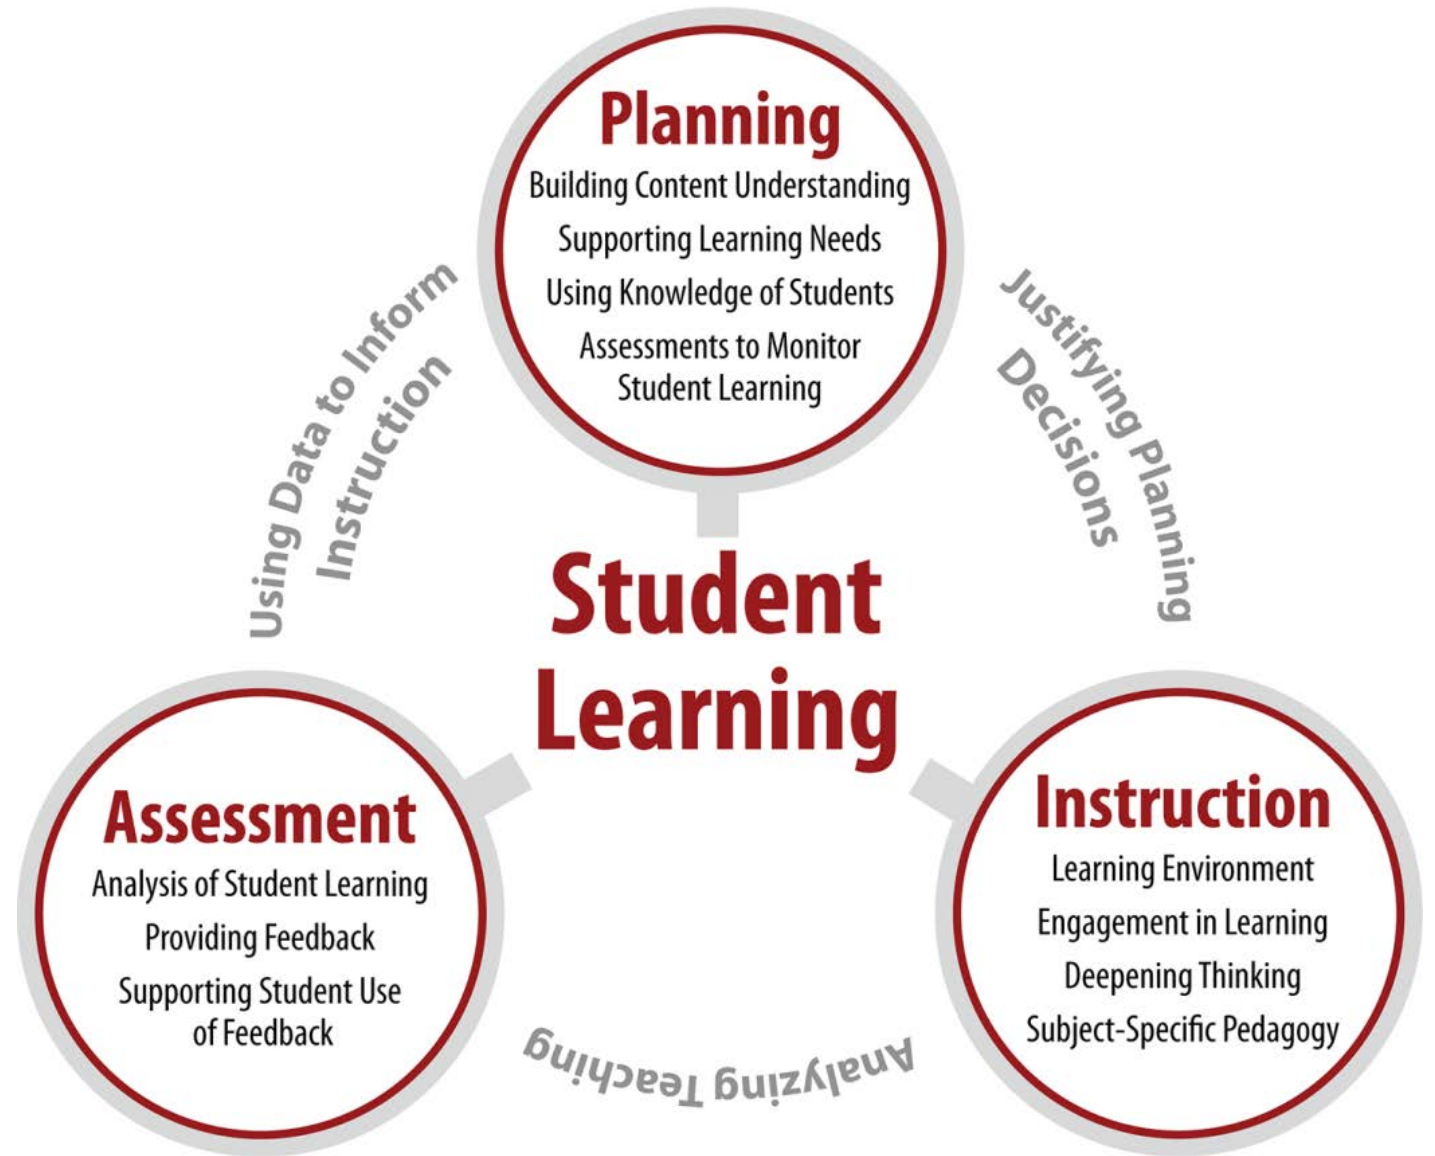 Planning
Building Content Understanding
Supporting Learning Needs
Using Knowledge of Students
Assessments to Monitor
Student Learning
Using Data to Inform
Instruction
Justifying Planning
Decisions
Student
Learning
Assessment
Analysis of Student Learning
Providing Feedback
Supporting Student Use
of Feedback
Instruction
Learning Environment
Engagement in Learning
Deepening Thinking
Subject-Specific Pedagogy
Analyzing Teaching